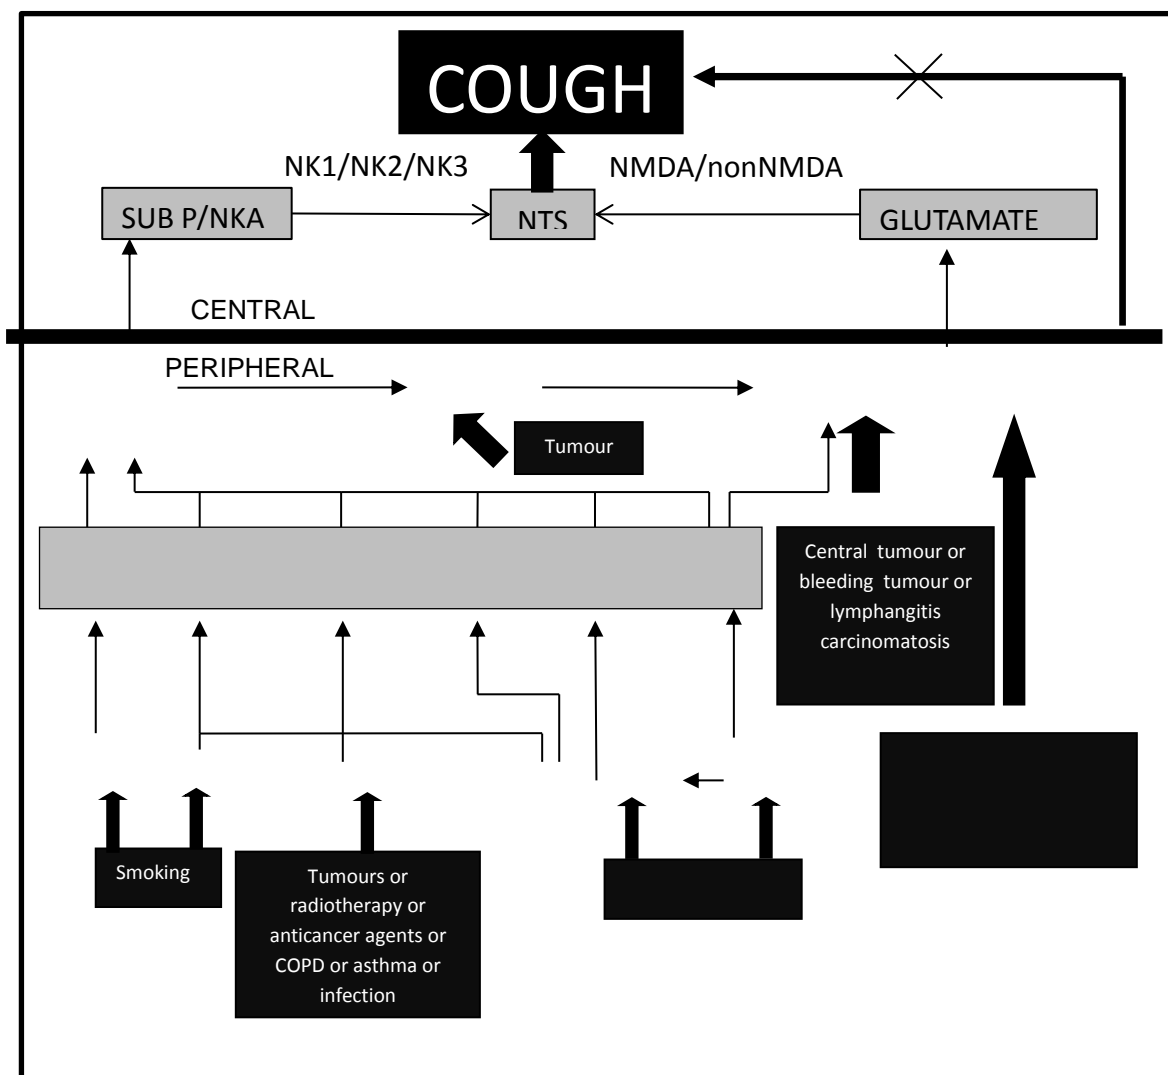 COUGH
NK1/NK2/NK3
NMDA/nonNMDA
SUB P/NKA
NTS
GLUTAMATE
CENTRAL
PERIPHERAL
Tumour
Central tumour or
bleeding tumour or
lymphangitis
carcinomatosis
Smoking
Tumours or
radiotherapy or
anticancer agents or
COPD or asthma or
infection